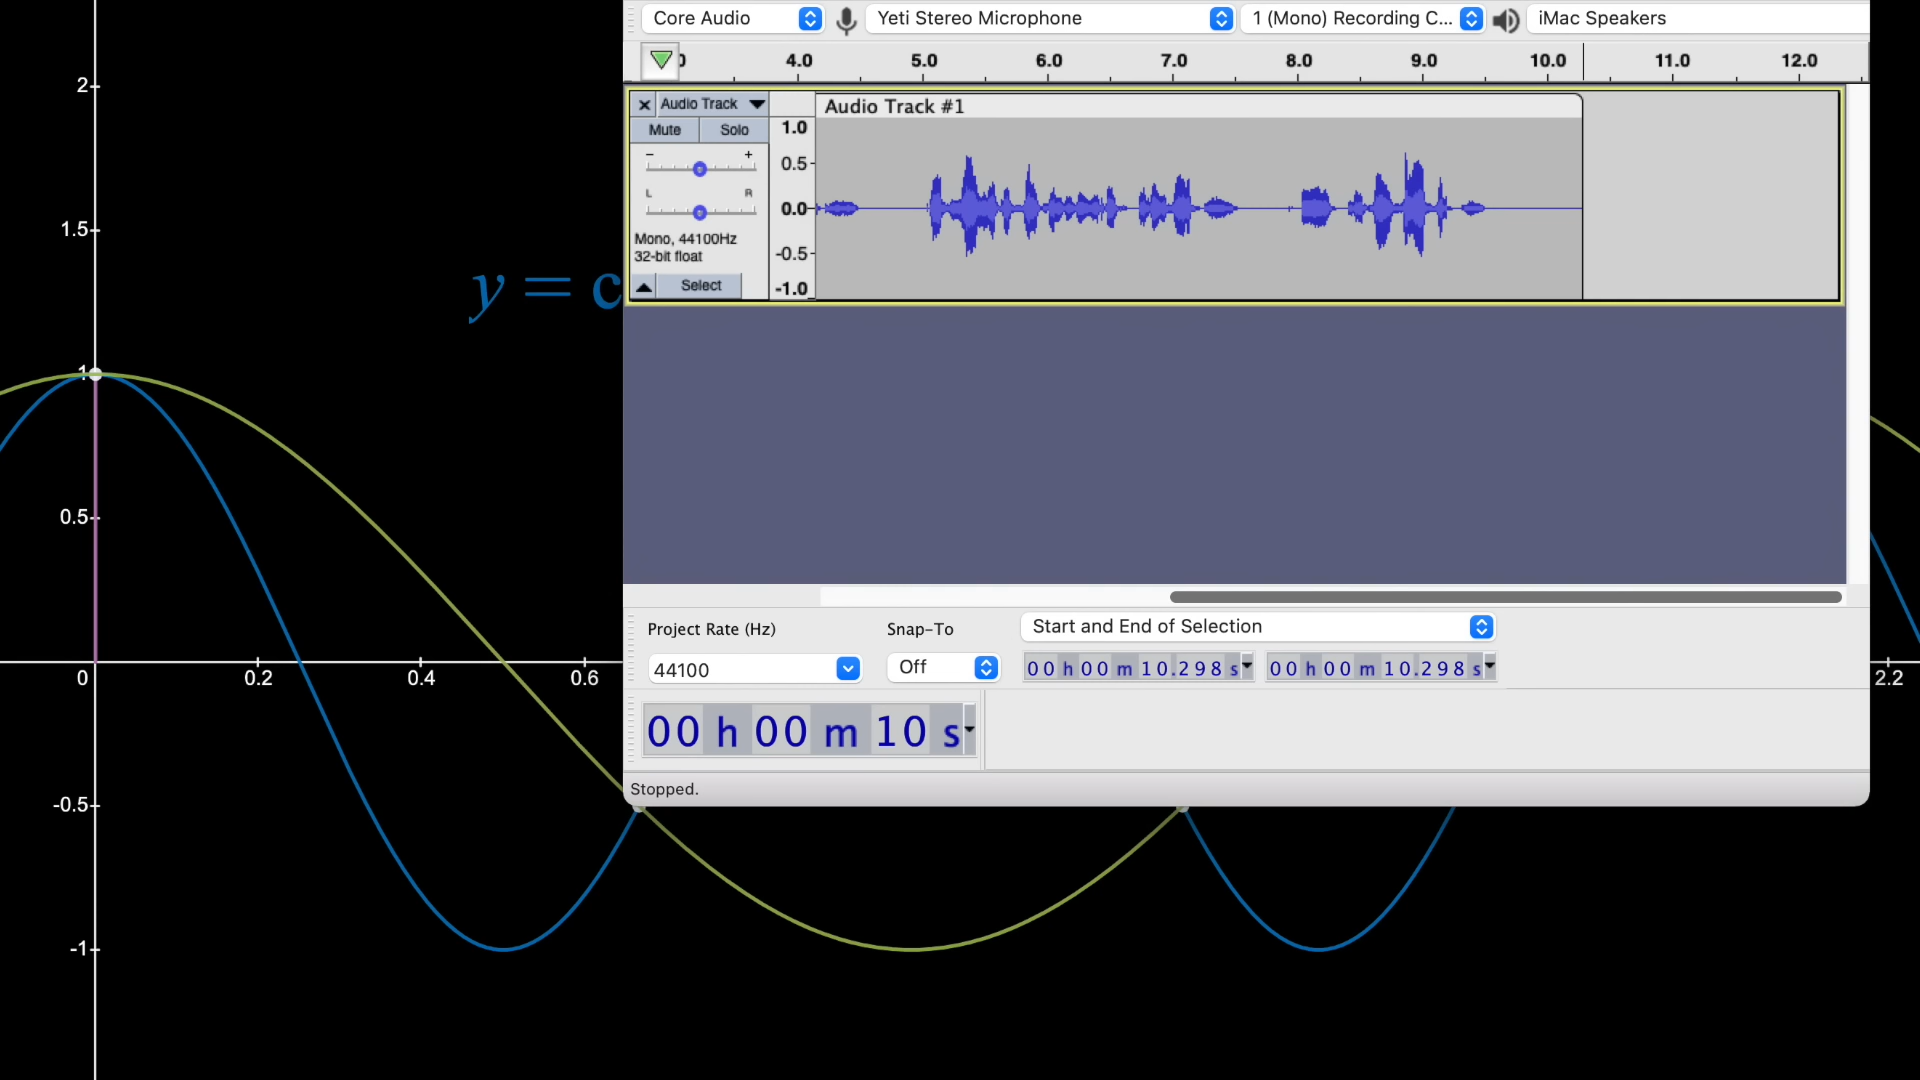 Core Audio Yeti Stereo Microphone 1 (Mono) Recording C... iMac Speakers
4.0 5.0 6.0 7.0 8.0 9.0 10.0 11.0 12.0
Audio Track Audio Track #1
Mute Solo
1.0
- +
0.5
L R
0.0
Mono, 44100Hz
32-bit float
-0.5
Select
-1.0
2
1.5
y = c
1
0.5
0 0.2 0.4 0.6 2.2
-0.5
-1
Project Rate (Hz) Snap-To Start and End of Selection
44100 Off 00 h 00 m 10.298 s 00 h 00 m 10.298 s
00 h 00 m 10 s
Stopped.